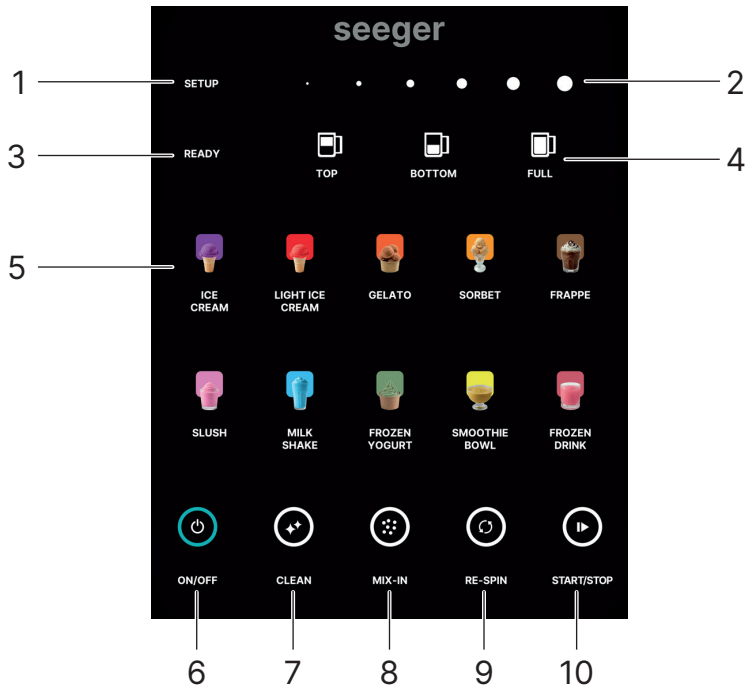 seeger
1 SETUP 2
3 READY
TOP BOTTOM FULL 4
5
ICE CREAM LIGHT ICE CREAM GELATO SORBET FRAPPE
SLUSH MILK SHAKE FROZEN YOGURT SMOOTHIE BOWL FROZEN DRINK
ON/OFF CLEAN MIX-IN RE-SPIN START/STOP
6 7 8 9 10